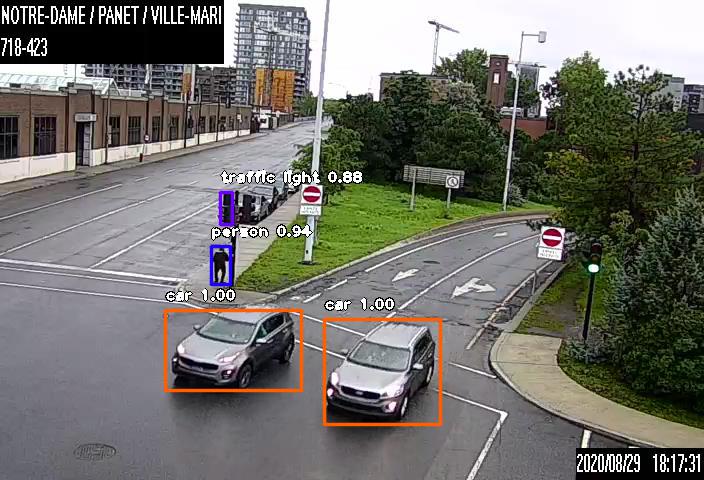 NOTRE-DAME / PANET / VILLE-MARI
718-423
traffic light 0.88
person 0.94
car 1.00
car 1.00
2020/08/29 18:17:31